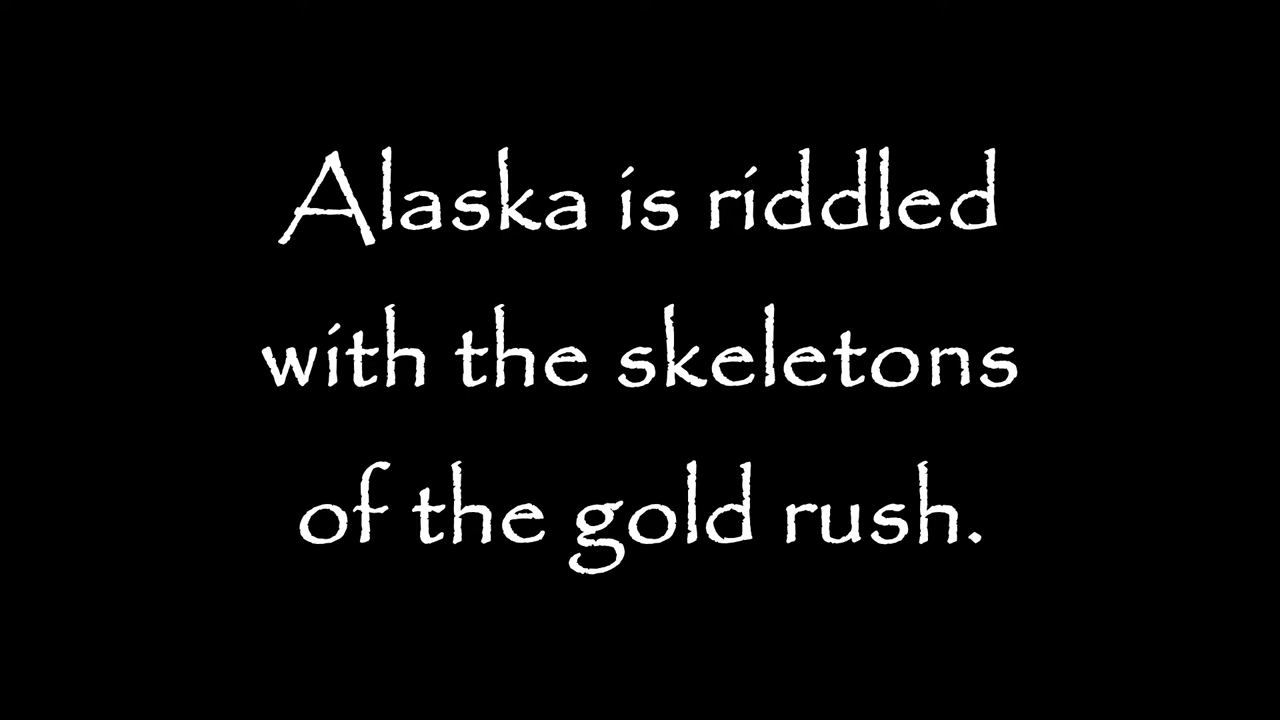 Alaska is riddled
with the skeletons
of the gold rush.